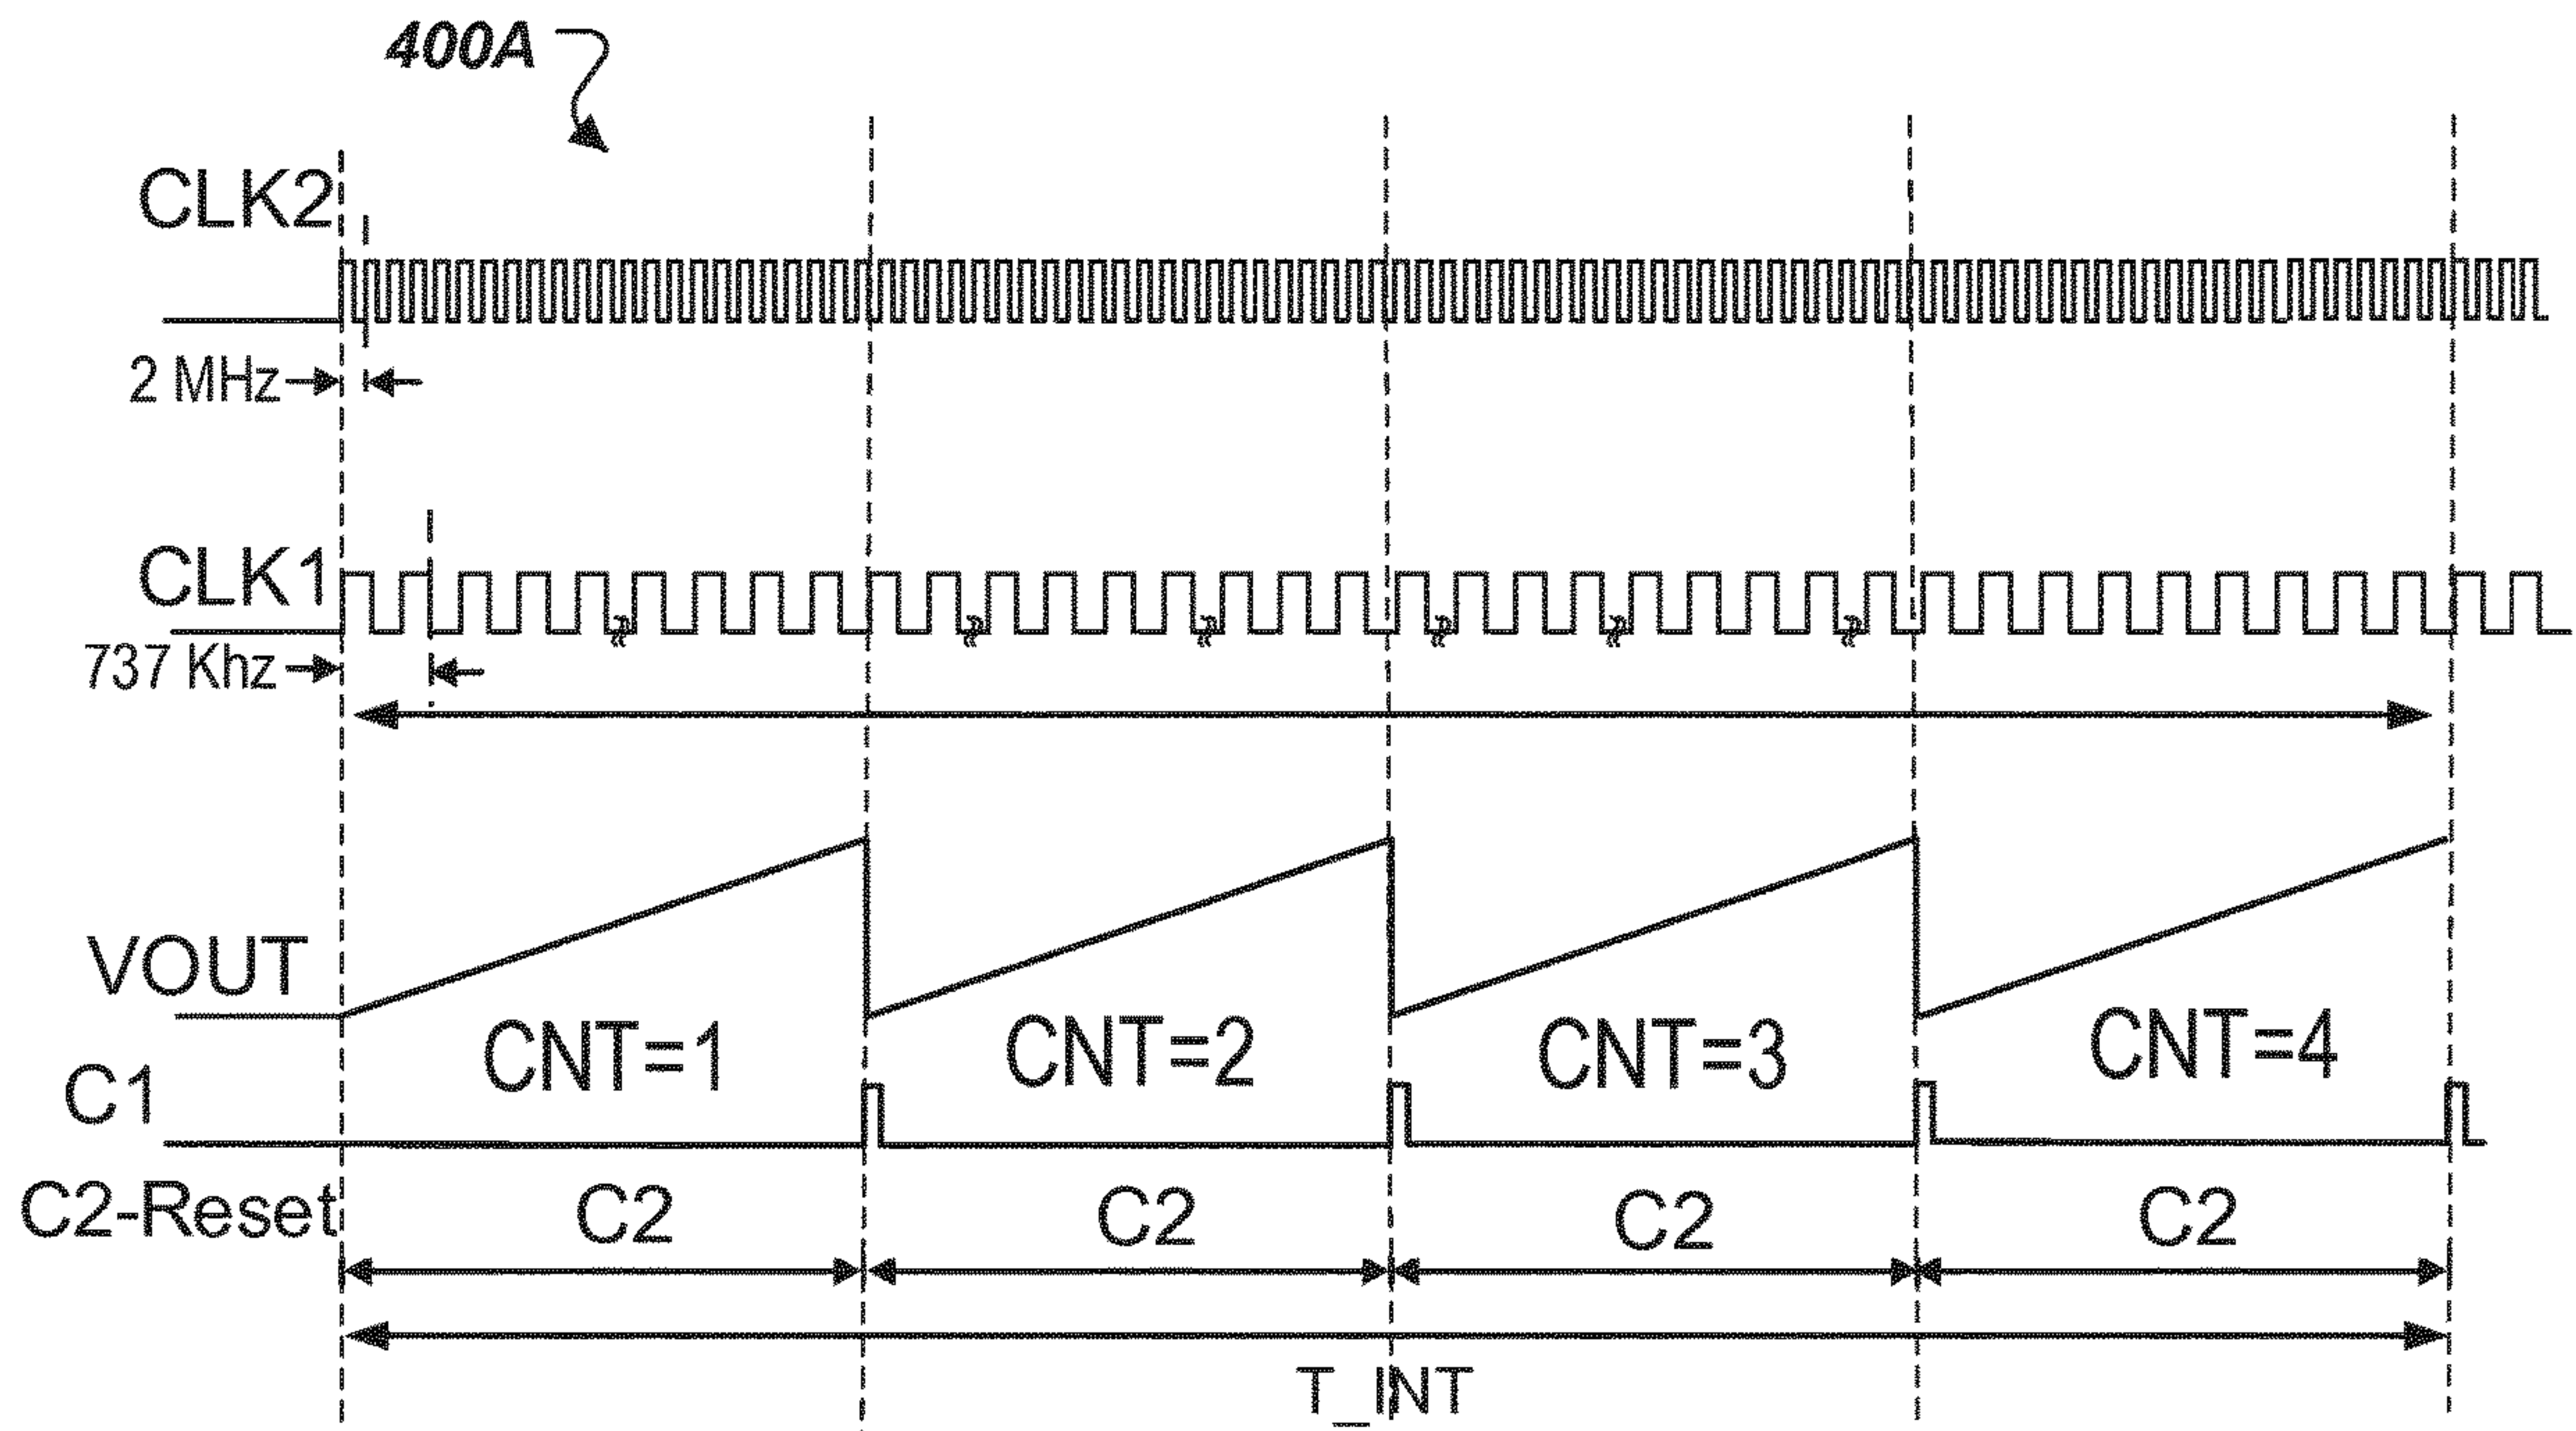 400A
CLK2
2 MHz
CLK1
737 Khz
VOUT
CNT=1 CNT=2 CNT=3 CNT=4
C1
C2-Reset C2 C2 C2 C2
T_INT